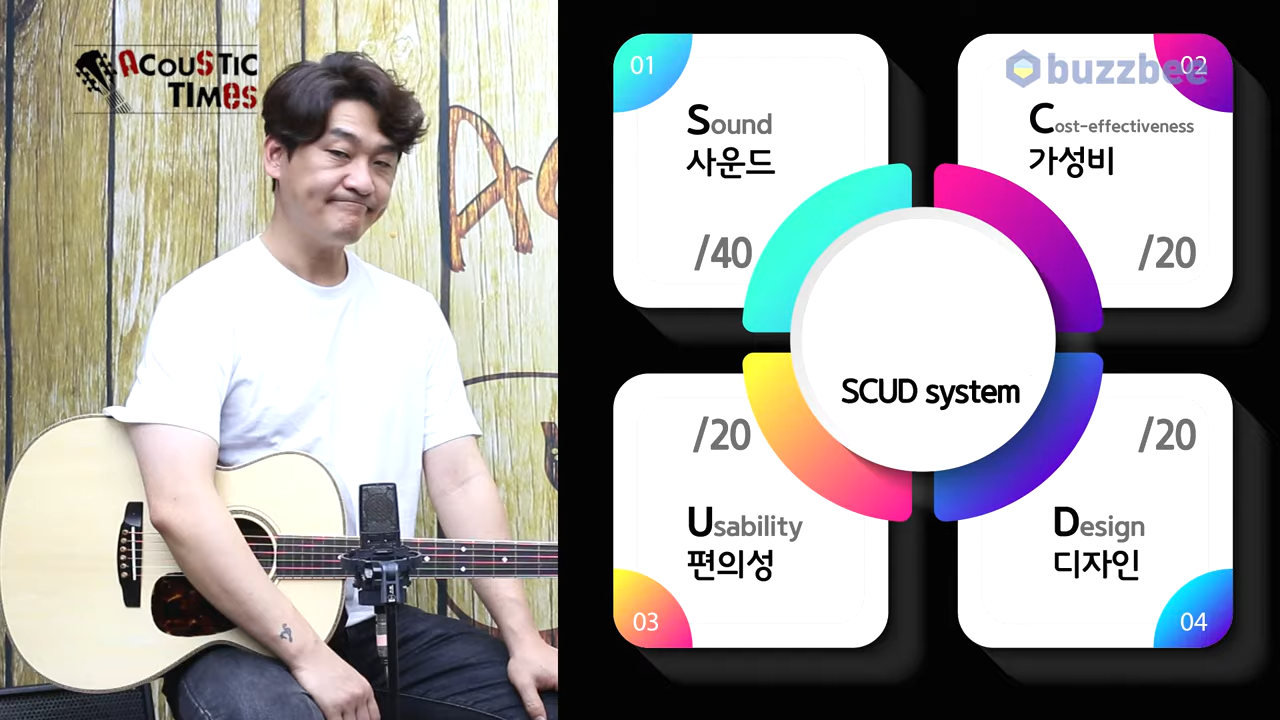 AcouSTic
TIMes
01
Sound
사운드
/40
buzzbee
02
Cost-effectiveness
가성비
/20
SCUD system
/20
Usability
편의성
03
/20
Design
디자인
04